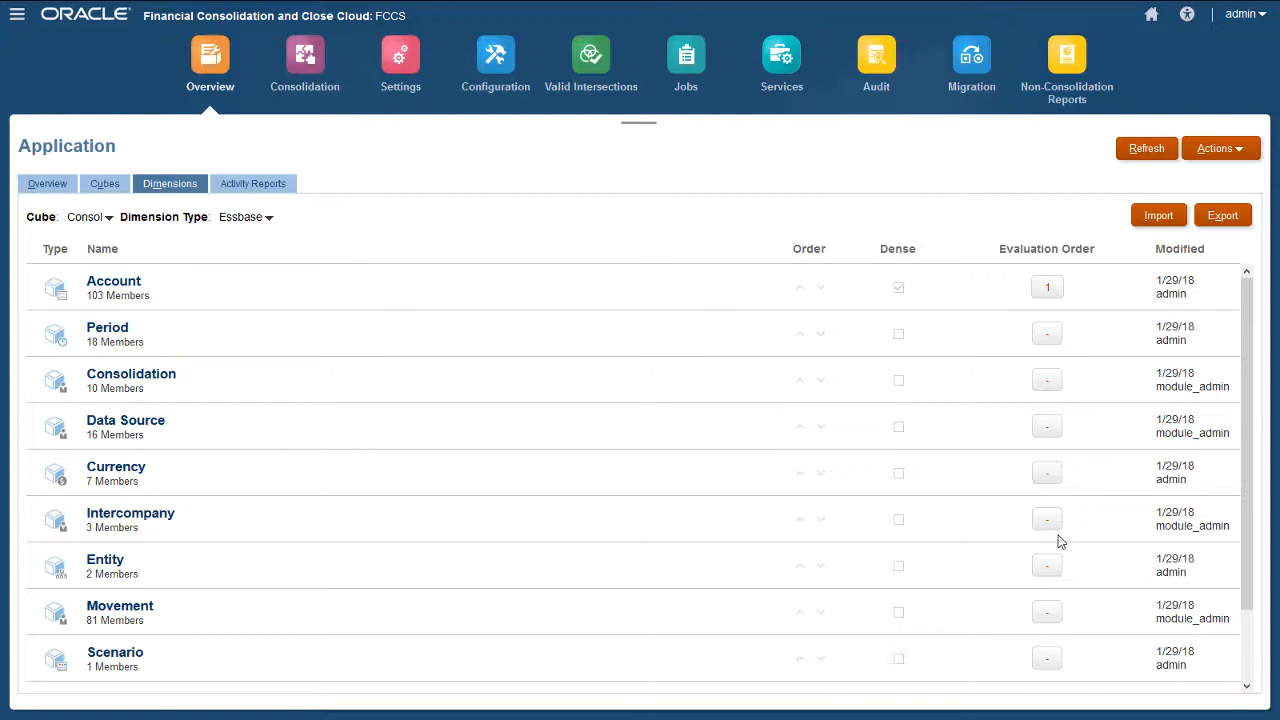 ORACLE® Financial Consolidation and Close Cloud: FCCS
admin
Overview
Consolidation
Settings
Configuration
Valid Intersections
Jobs
Services
Audit
Migration
Non-Consolidation
Reports
Application
Refresh
Actions
Overview
Cubes
Dimensions
Activity Reports
Cube: Consol Dimension Type: Essbase
Import
Export
Type Name Order Dense Evaluation Order Modified
Account
103 Members
1
1/29/18
admin
Period
18 Members
-
1/29/18
admin
Consolidation
10 Members
-
1/29/18
module_admin
Data Source
16 Members
-
1/29/18
module_admin
Currency
7 Members
-
1/29/18
admin
Intercompany
3 Members
-
1/29/18
module_admin
Entity
2 Members
-
1/29/18
admin
Movement
81 Members
-
1/29/18
module_admin
Scenario
1 Members
-
1/29/18
admin